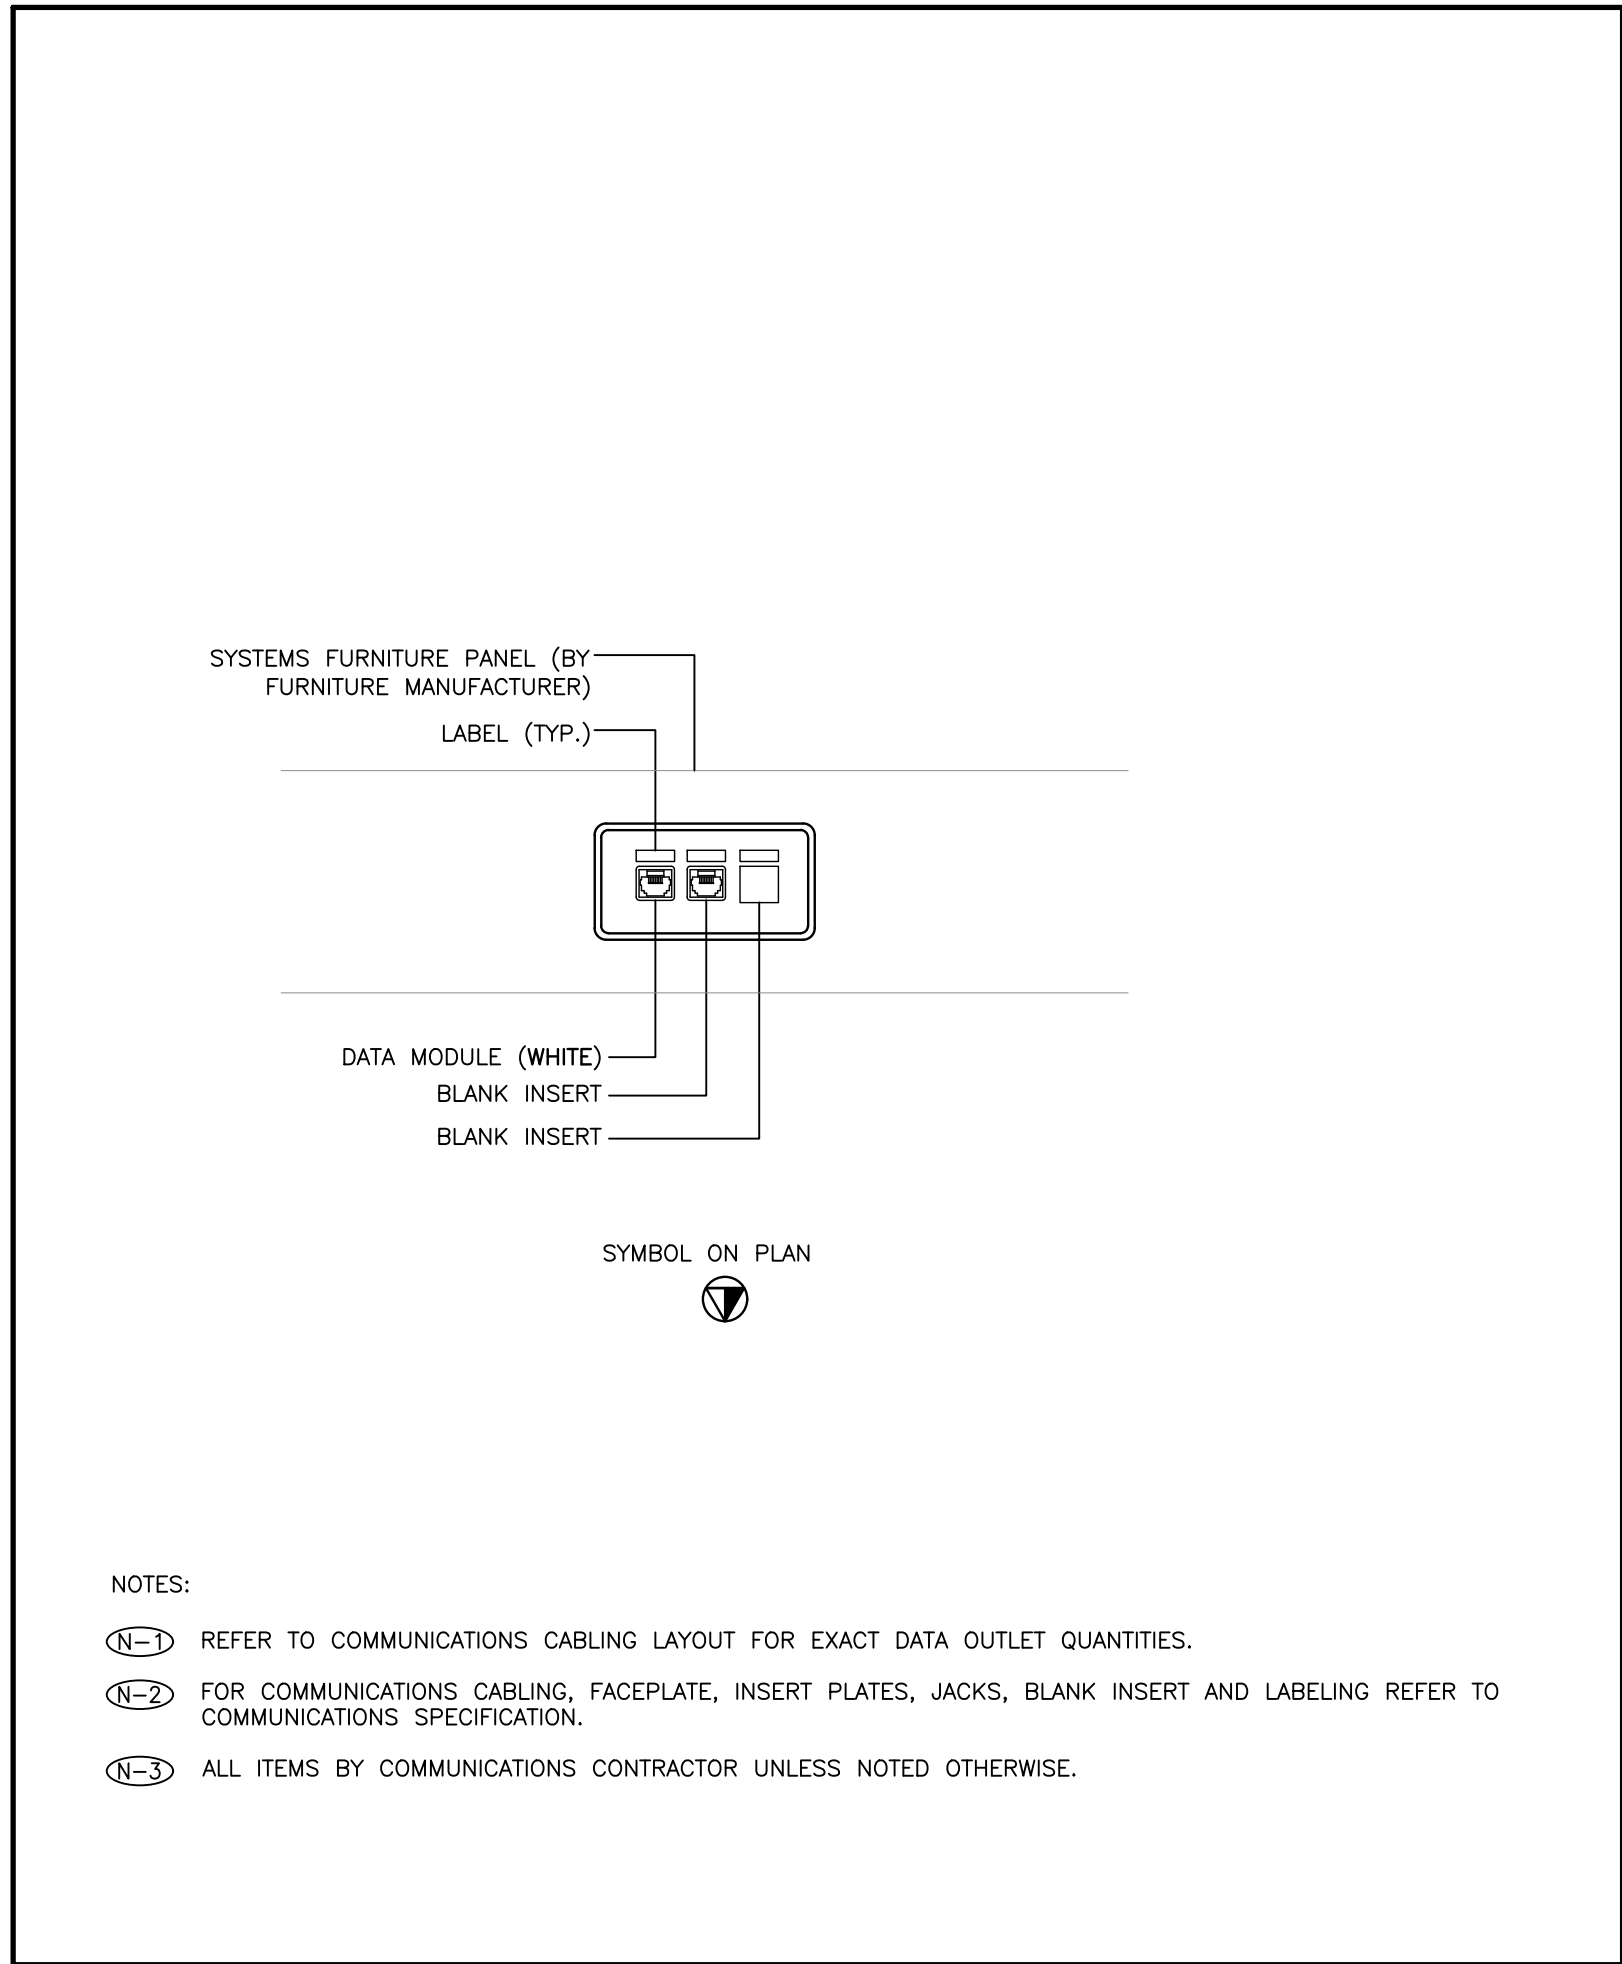 SYSTEMS FURNITURE PANEL (BY
FURNITURE MANUFACTURER)
LABEL (TYP.)
DATA MODULE (WHITE)
BLANK INSERT
BLANK INSERT
SYMBOL ON PLAN
NOTES:
N-1 REFER TO COMMUNICATIONS CABLING LAYOUT FOR EXACT DATA OUTLET QUANTITIES.
N-2 FOR COMMUNICATIONS CABLING, FACEPLATE, INSERT PLATES, JACKS, BLANK INSERT AND LABELING REFER TO
COMMUNICATIONS SPECIFICATION.
N-3 ALL ITEMS BY COMMUNICATIONS CONTRACTOR UNLESS NOTED OTHERWISE.